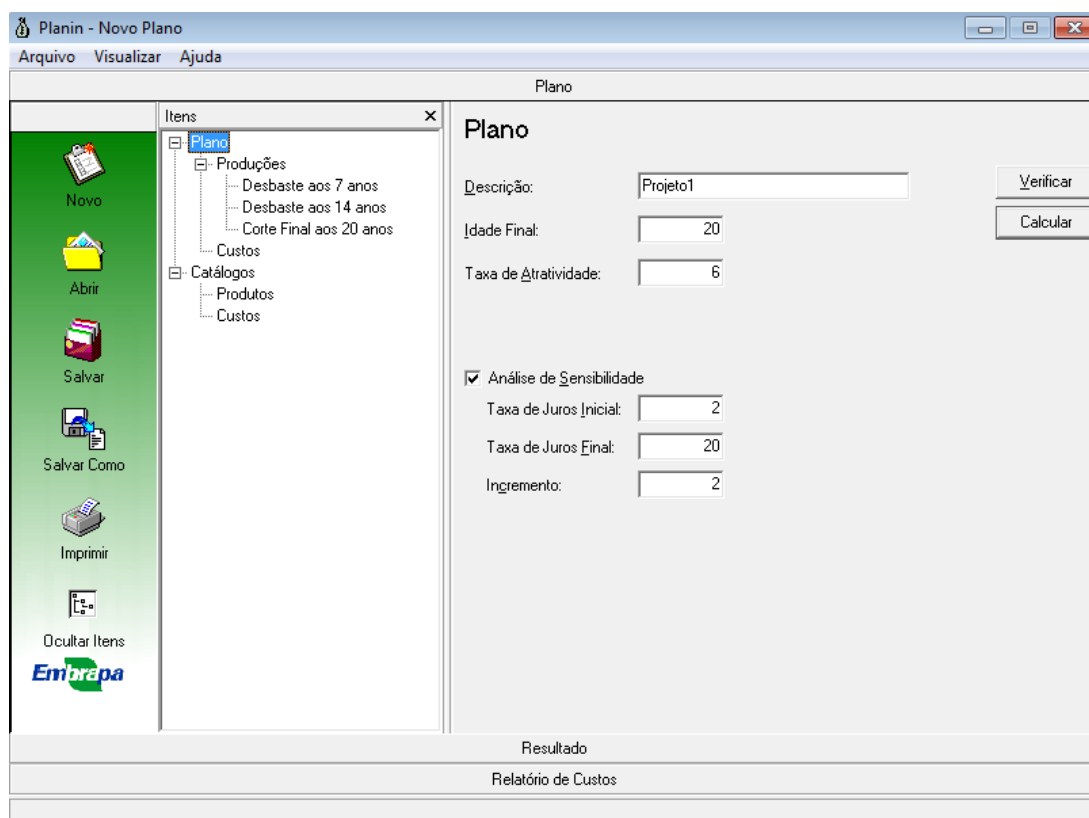 Planin - Novo Plano
Arquivo Visualizar Ajuda
Plano
Novo
Abrir
Salvar
Salvar Como
Imprimir
Ocultar Itens
Embrapa
Itens
Plano
Produções
Desbaste aos 7 anos
Desbaste aos 14 anos
Corte Final aos 20 anos
Custos
Catálogos
Produtos
Custos
Plano
Descrição: Projeto1 Verificar
Idade Final: 20 Calcular
Taxa de Atratividade: 6
Análise de Sensibilidade
Taxa de Juros Inicial: 2
Taxa de Juros Final: 20
Incremento: 2
Resultado
Relatório de Custos